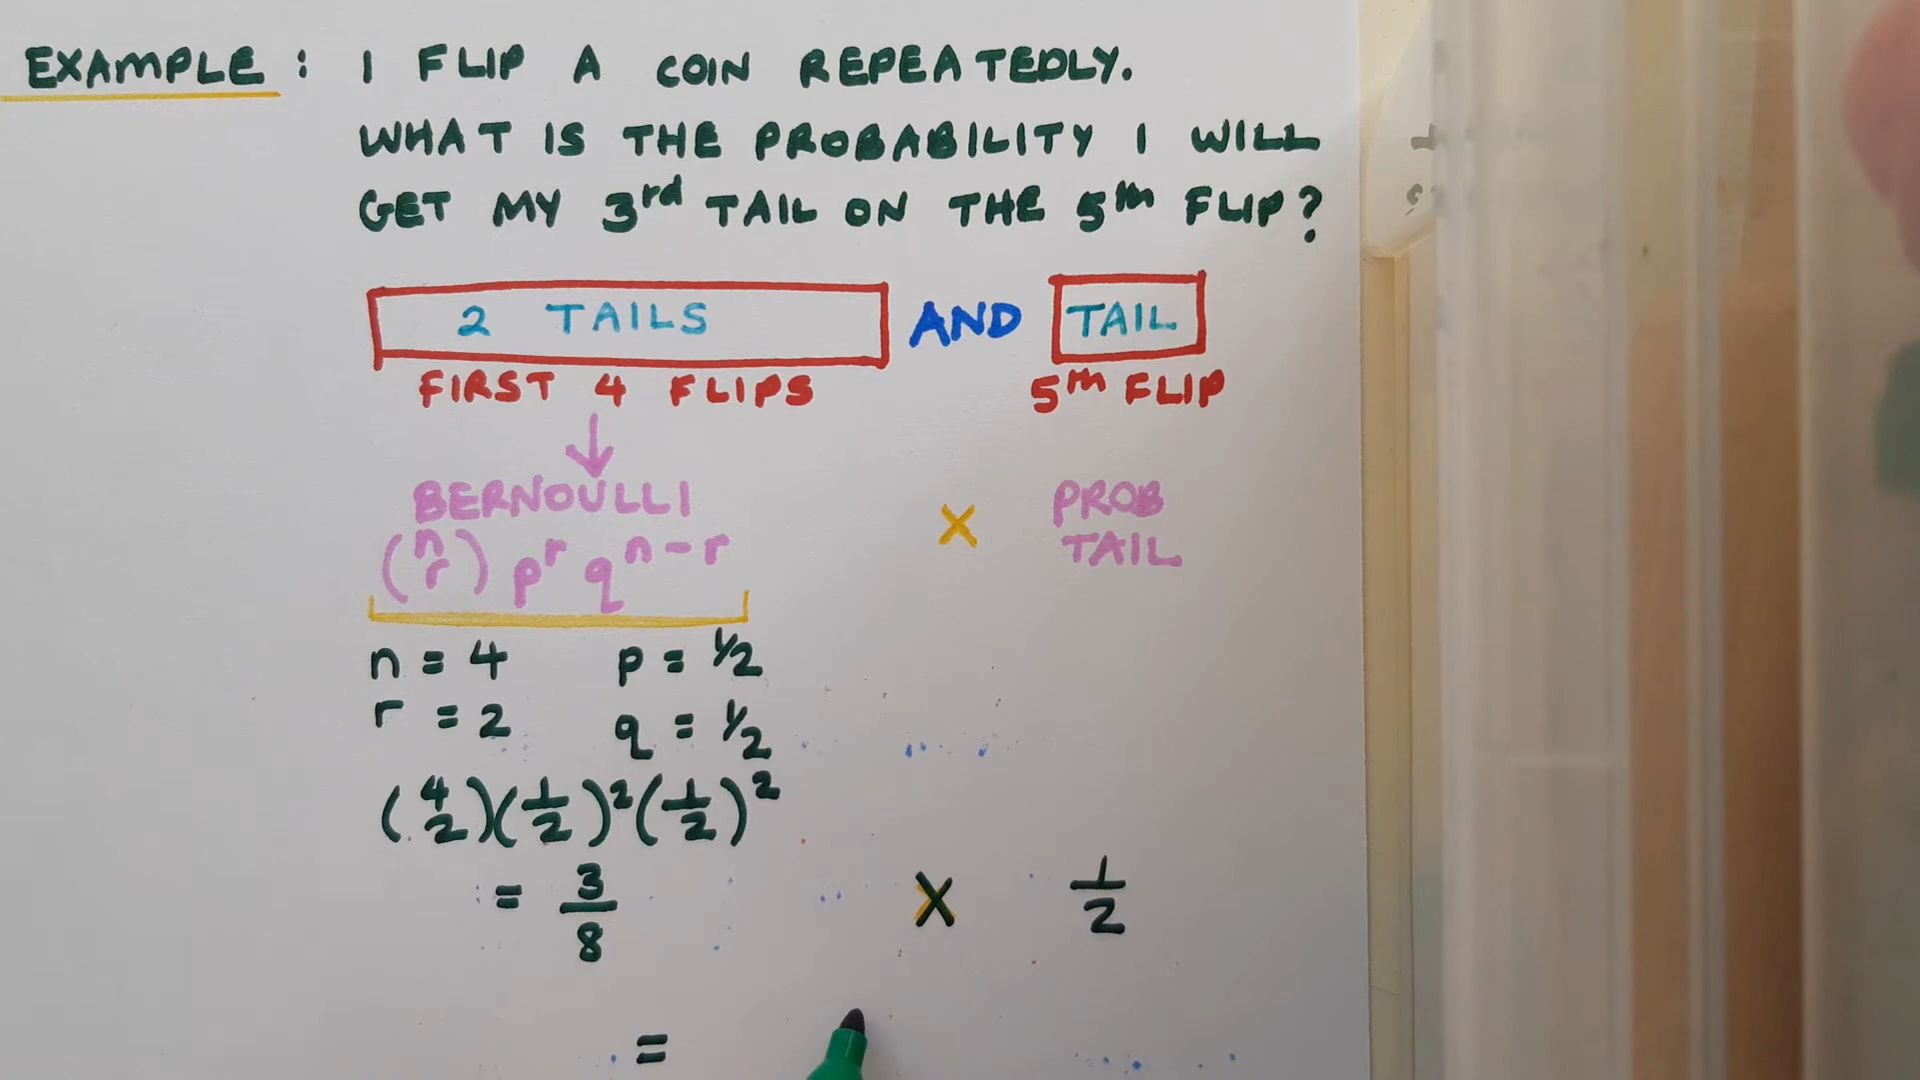 EXAMPLE: I FLIP A COIN REPEATEDLY.
WHAT IS THE PROBABILITY I WILL
GET MY 3rd TAIL ON THE 5th FLIP?
2 TAILS AND TAIL
FIRST 4 FLIPS 5th FLIP
↓
BERNOULLI × PROB
(n r) p^r q^n-r TAIL
n = 4 p = 1/2
r = 2 q = 1/2
(4 2)(1/2)²(1/2)²
= 3/8 × 1/2
=